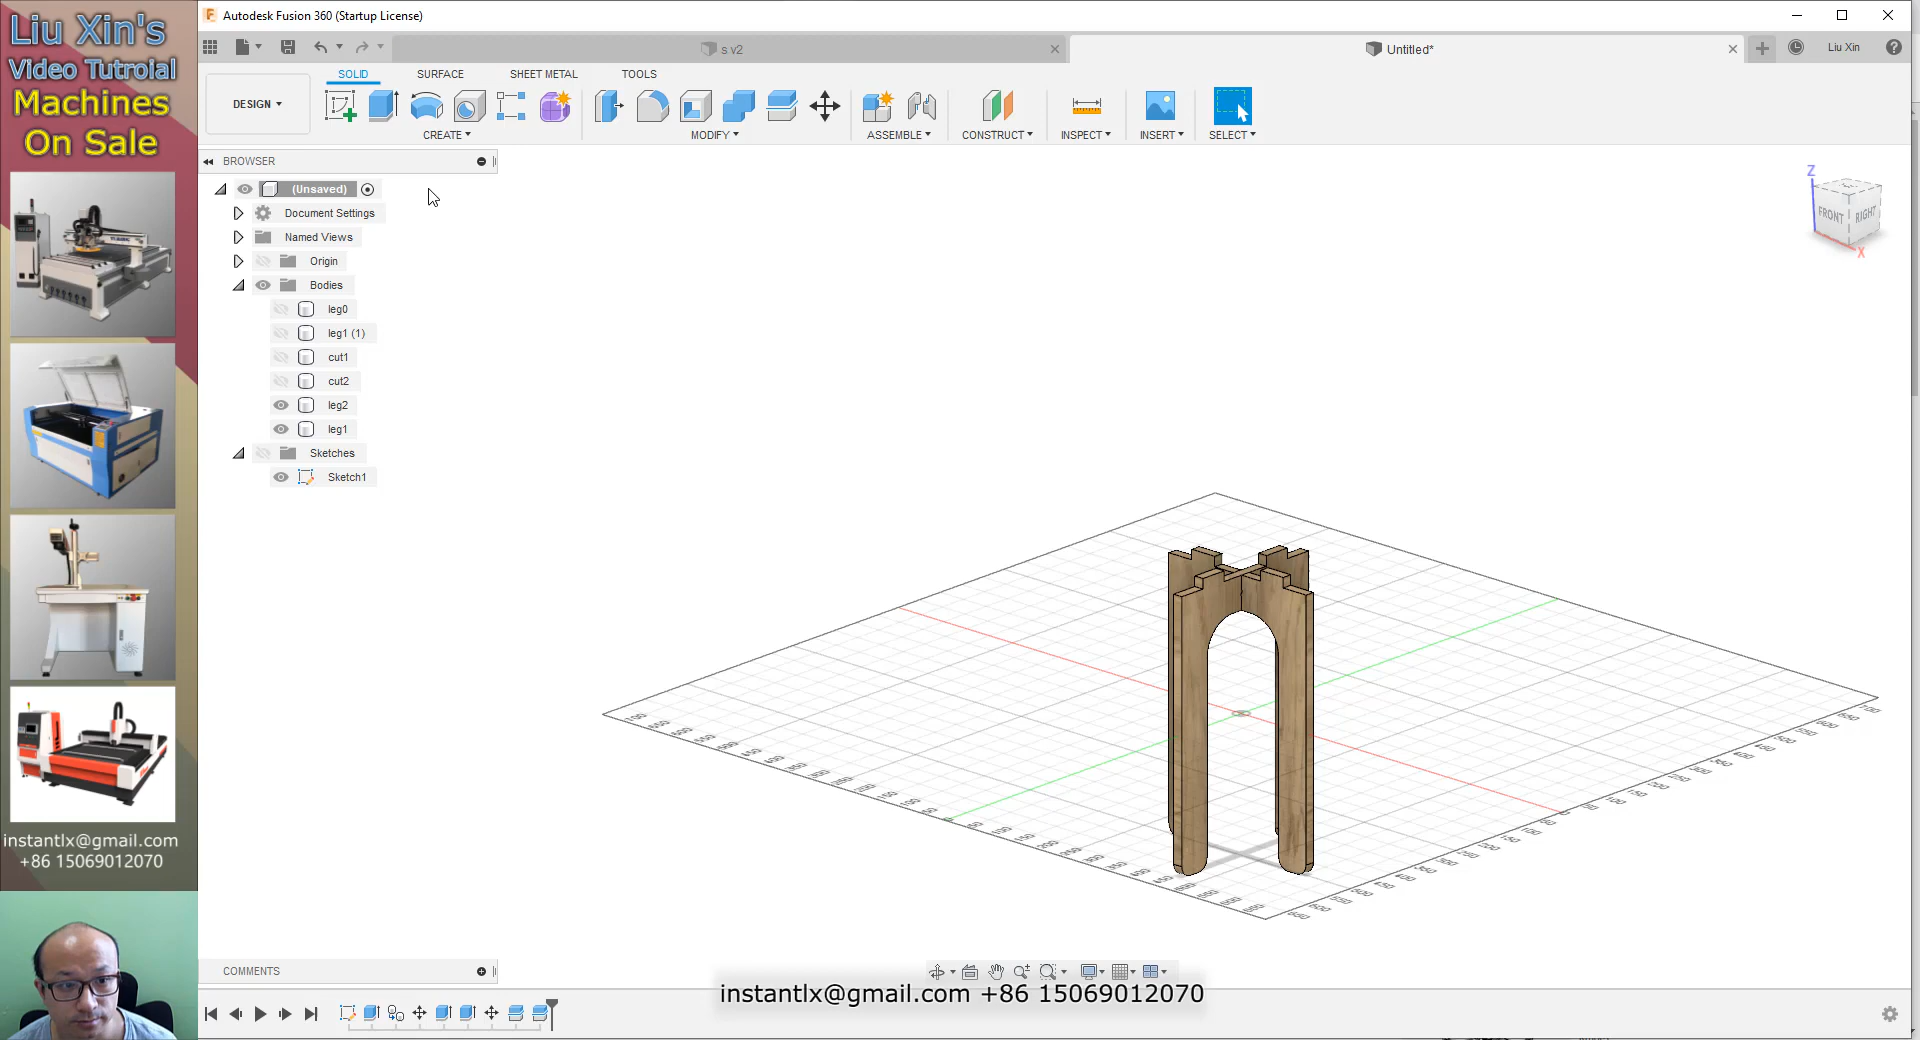 Liu Xin's
Video Tutroial
Machines
On Sale
instantlx@gmail.com
+86 15069012070
Autodesk Fusion 360 (Startup License)
s v2
Untitled*
Liu Xin
DESIGN
SOLID
SURFACE
SHEET METAL
TOOLS
CREATE
MODIFY
ASSEMBLE
CONSTRUCT
INSPECT
INSERT
SELECT
BROWSER
(Unsaved)
Document Settings
Named Views
Origin
Bodies
leg0
leg1 (1)
cut1
cut2
leg2
leg1
Sketches
Sketch1
Z
FRONT
RIGHT
X
COMMENTS
instantlx@gmail.com +86 15069012070